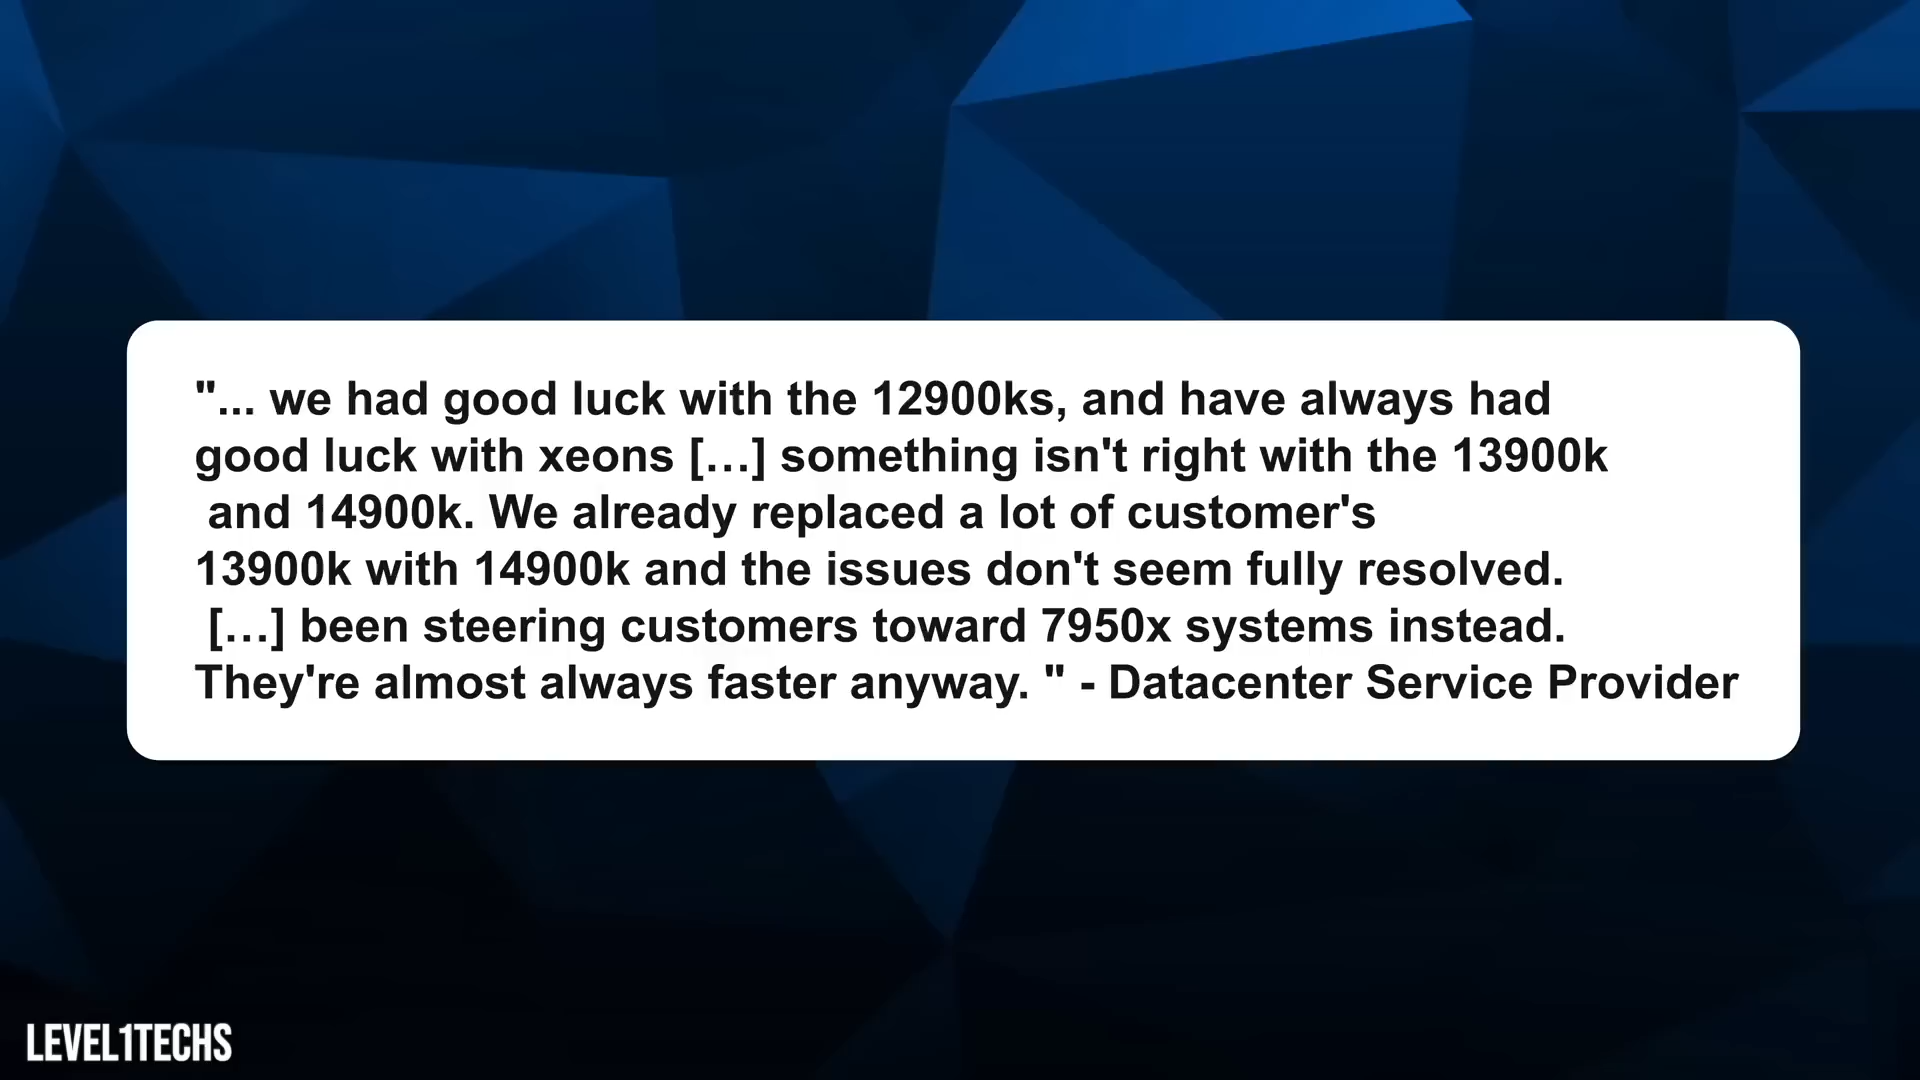 "... we had good luck with the 12900ks, and have always had
good luck with xeons […] something isn't right with the 13900k
and 14900k. We already replaced a lot of customer's
13900k with 14900k and the issues don't seem fully resolved.
[…] been steering customers toward 7950x systems instead.
They're almost always faster anyway. " - Datacenter Service Provider
LEVEL1TECHS